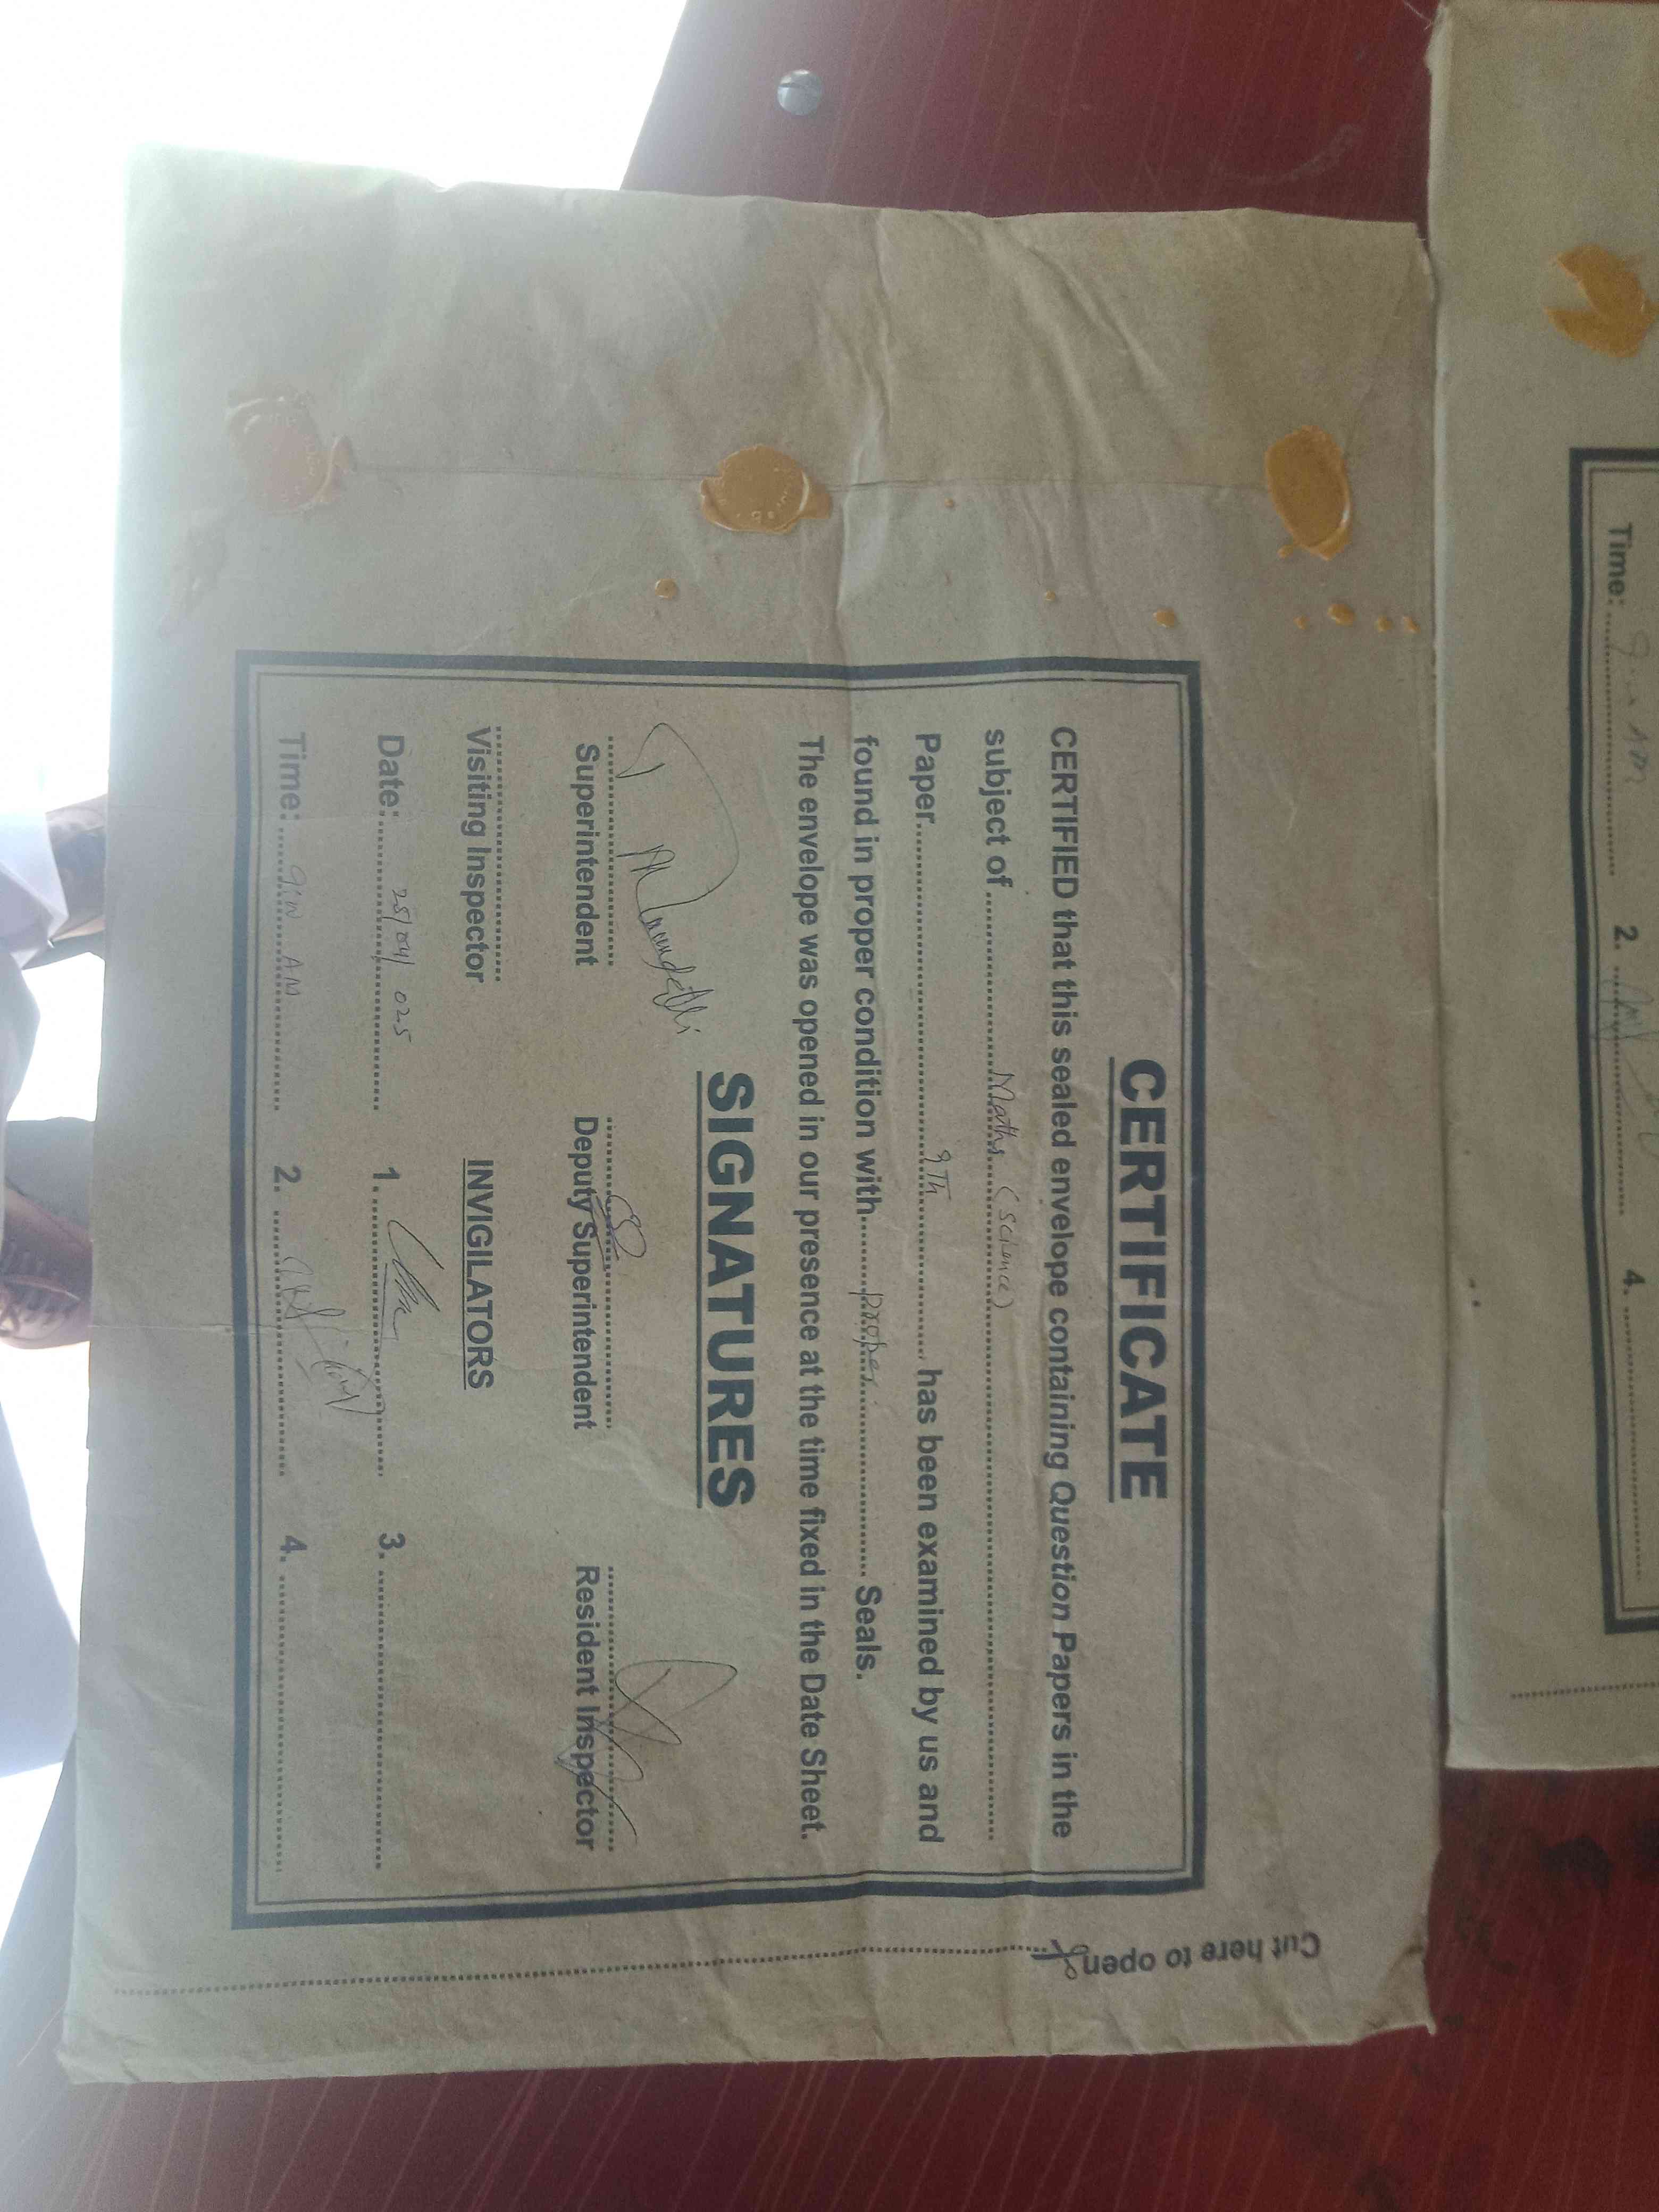 CERTIFICATE
CERTIFIED that this sealed envelope containing Question Papers in the
subject of Maths (science)
Paper 9Th has been examined by us and
found in proper condition with proper Seals.
The envelope was opened in our presence at the time fixed in the Date Sheet.
SIGNATURES
Superintendent Deputy Superintendent Resident Inspector
Visiting Inspector INVIGILATORS
Date: 25/04/025 1. 3.
Time: AM 2. 4.
Cut here to open
Time: AM 2. 4.